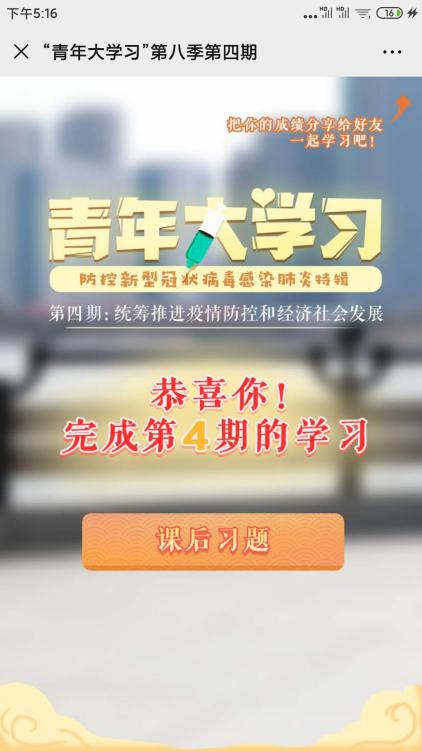 下午5:16
HD
HD
16
“青年大学习”第八季第四期
把你的成绩分享给好友
一起学习吧!
青年大学习
防控新型冠状病毒感染肺炎特辑
第四期:统筹推进疫情防控和经济社会发展
恭喜你!
完成第4期的学习
课后习题